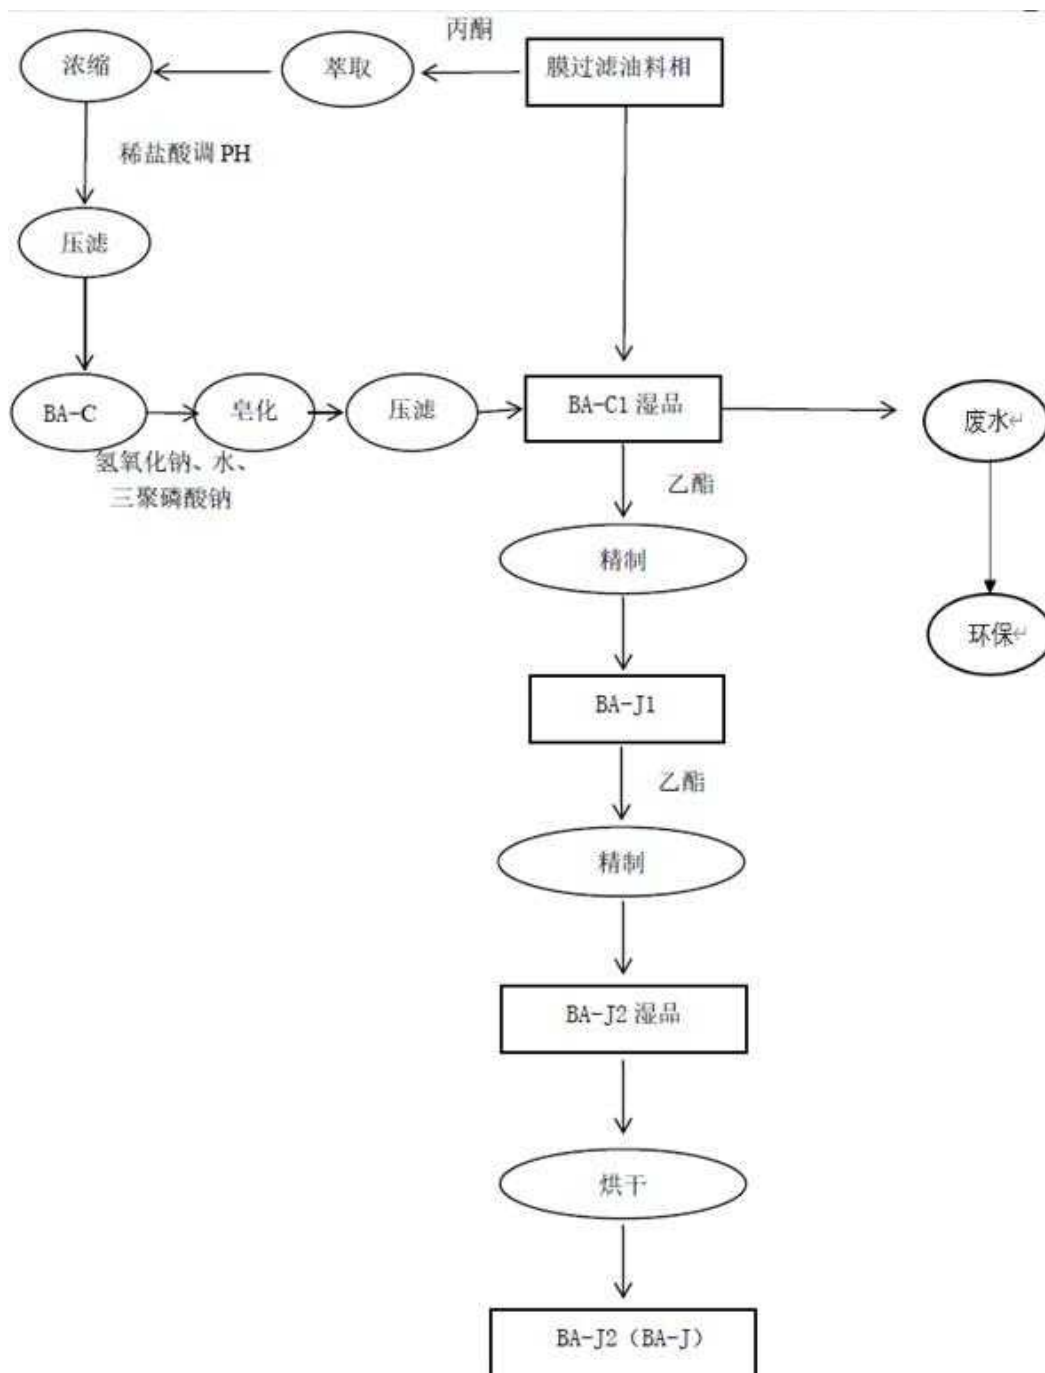 丙酮
浓缩
萃取
膜过滤油料相
稀盐酸调 PH
压滤
BA-C
皂化
压滤
BA-C1 湿品
废水↵
氢氧化钠、水、
三聚磷酸钠
乙酯
精制
环保↵
BA-J1
乙酯
精制
BA-J2 湿品
烘干
BA-J2（BA-J）